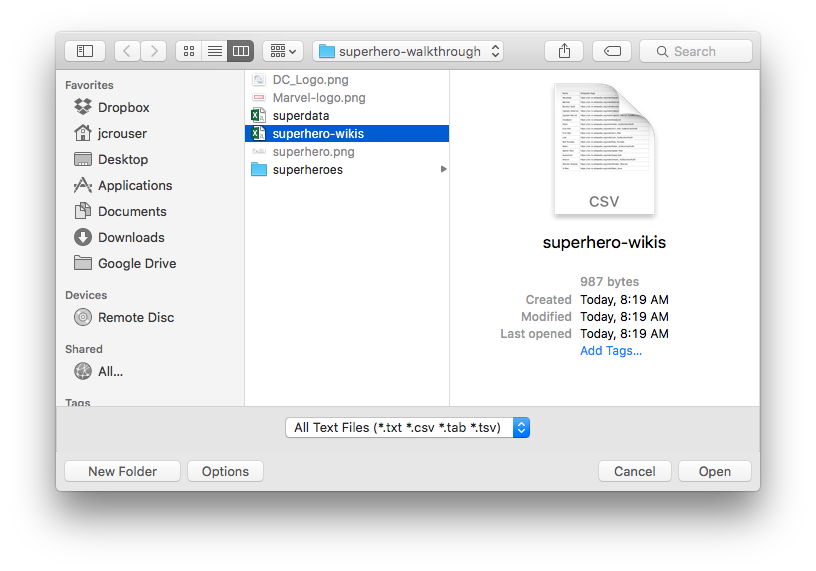 superhero-walkthrough
Search
Favorites
Dropbox
jcrouser
Desktop
Applications
Documents
Downloads
Google Drive
Devices
Remote Disc
Shared
All...
Tags
DC_Logo.png
Marvel-logo.png
superdata
superhero-wikis
superhero.png
superheroes
CSV
superhero-wikis
987 bytes
Created Today, 8:19 AM
Modified Today, 8:19 AM
Last opened Today, 8:19 AM
Add Tags...
All Text Files (*.txt *.csv *.tab *.tsv)
New Folder Options Cancel Open